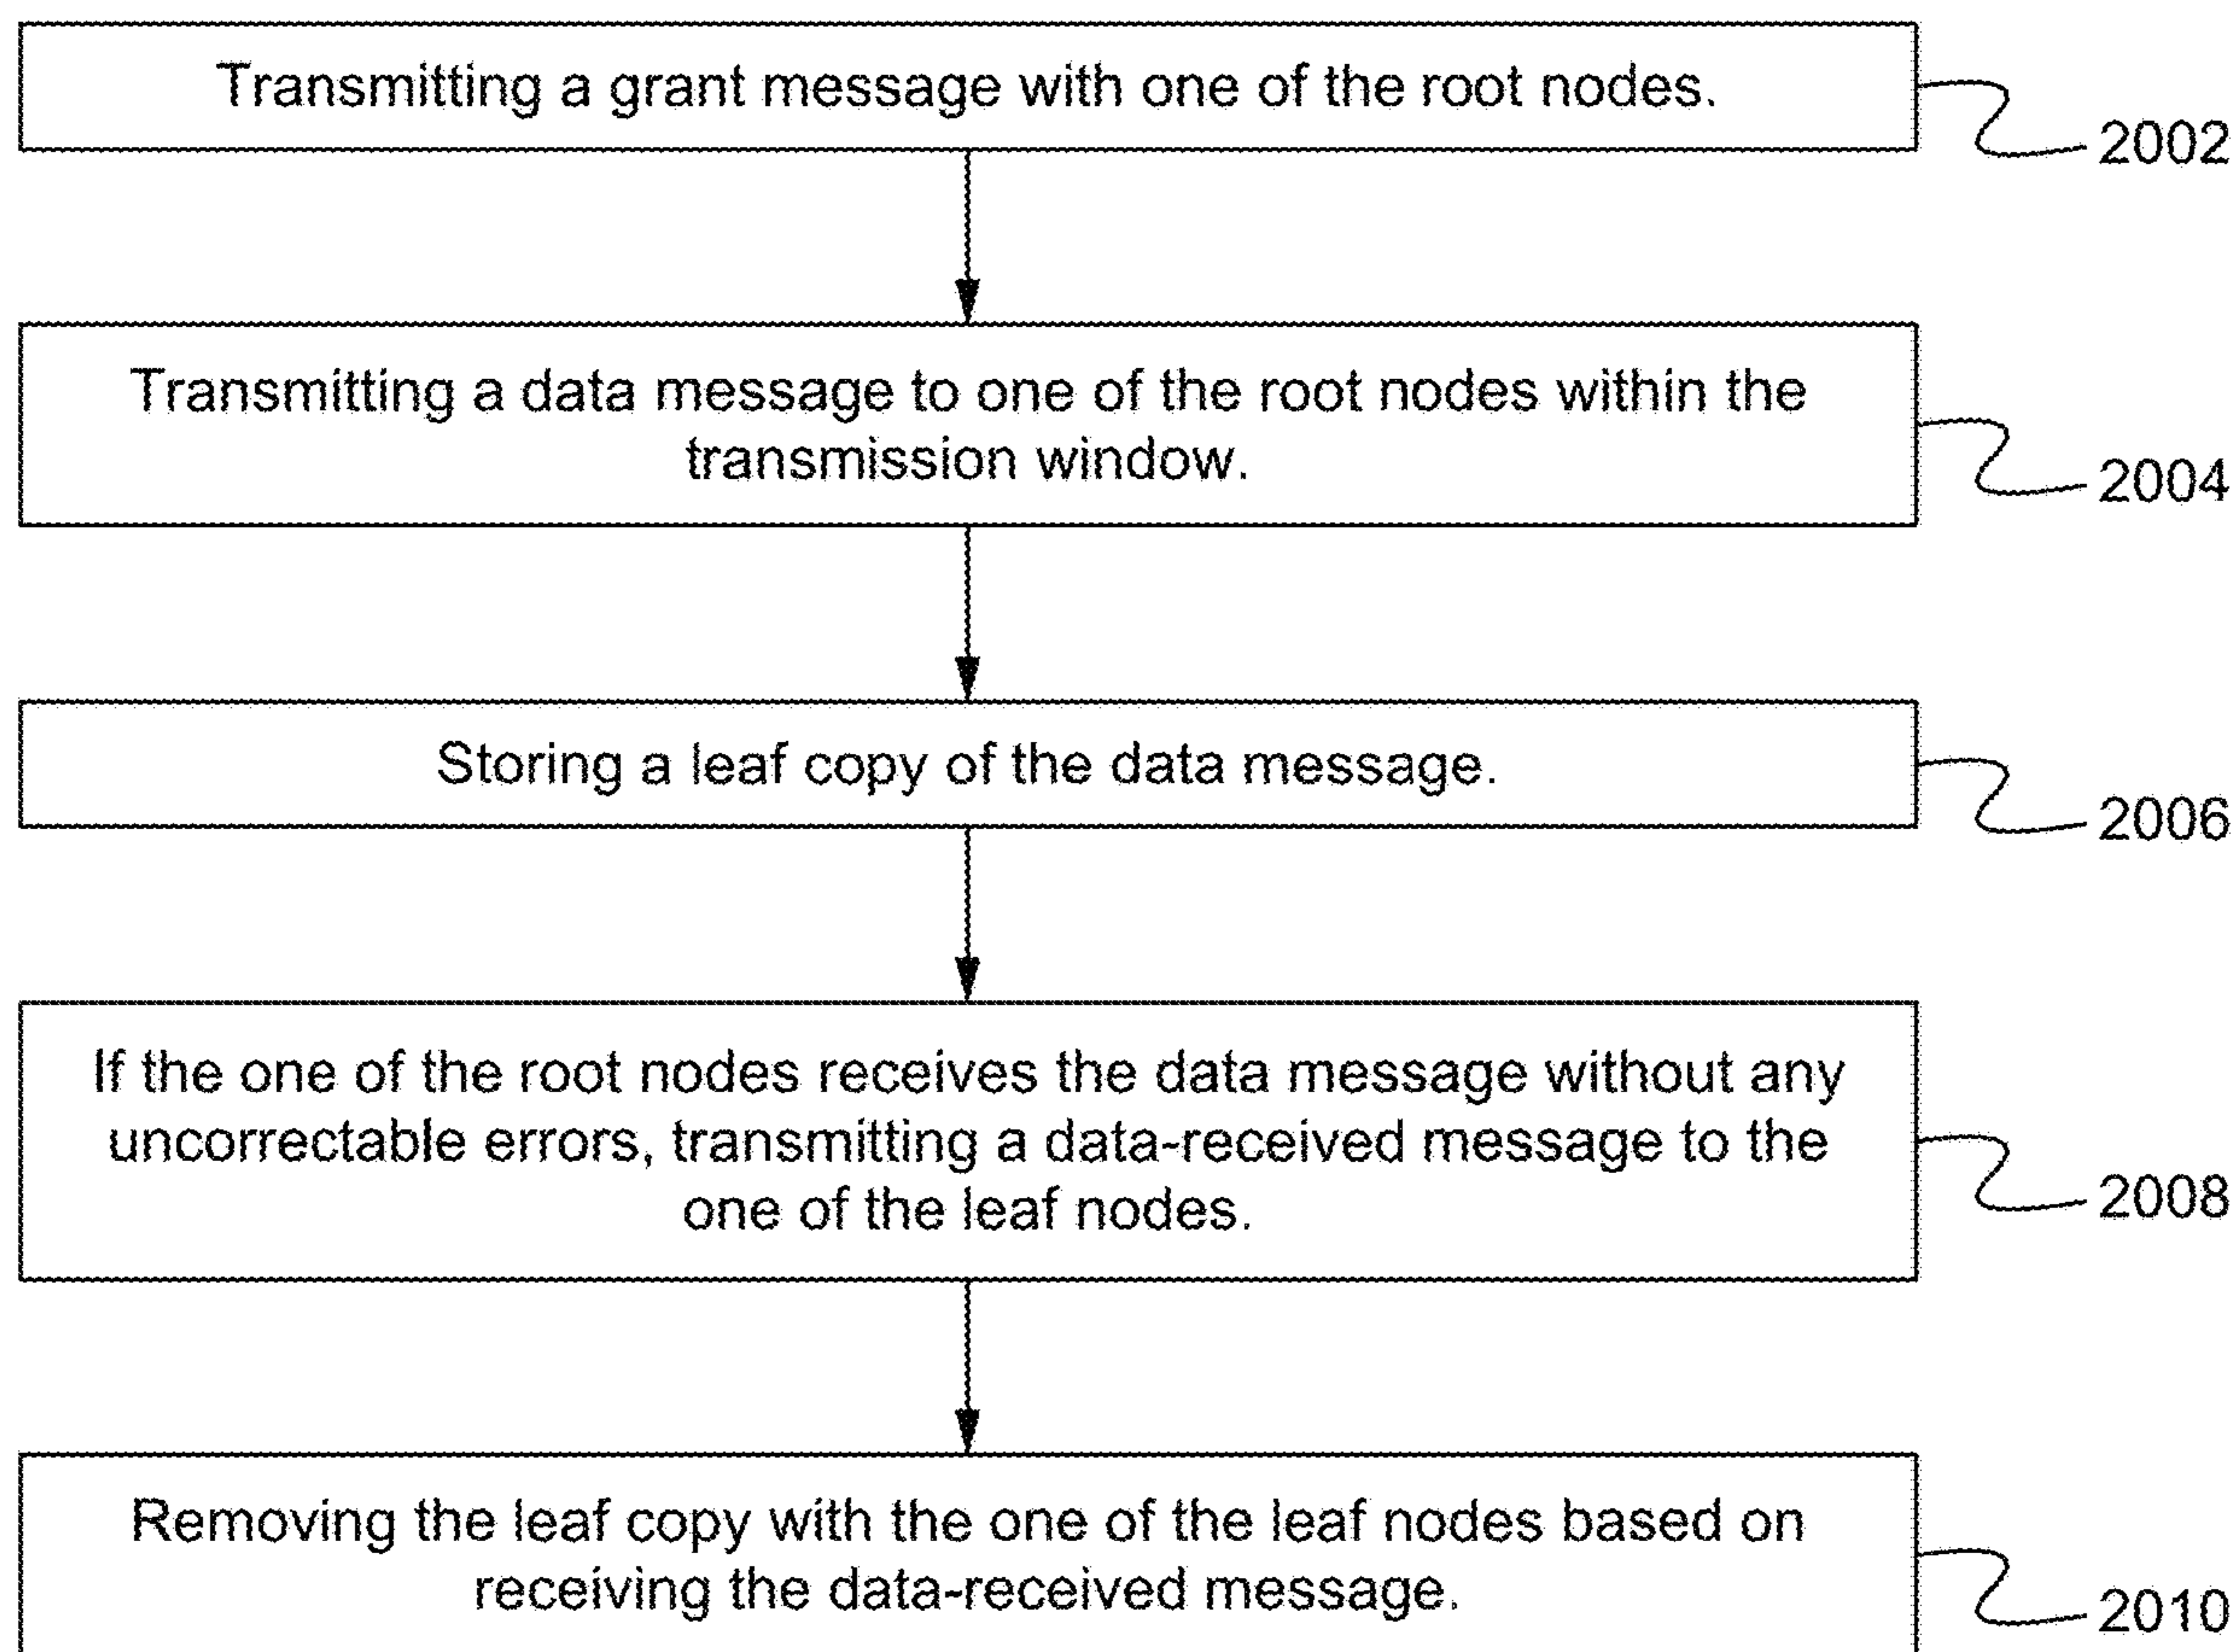 Transmitting a grant message with one of the root nodes.
2002
Transmitting a data message to one of the root nodes within the
transmission window.
2004
Storing a leaf copy of the data message.
2006
If the one of the root nodes receives the data message without any
uncorrectable errors, transmitting a data-received message to the
one of the leaf nodes.
2008
Removing the leaf copy with the one of the leaf nodes based on
receiving the data-received message.
2010